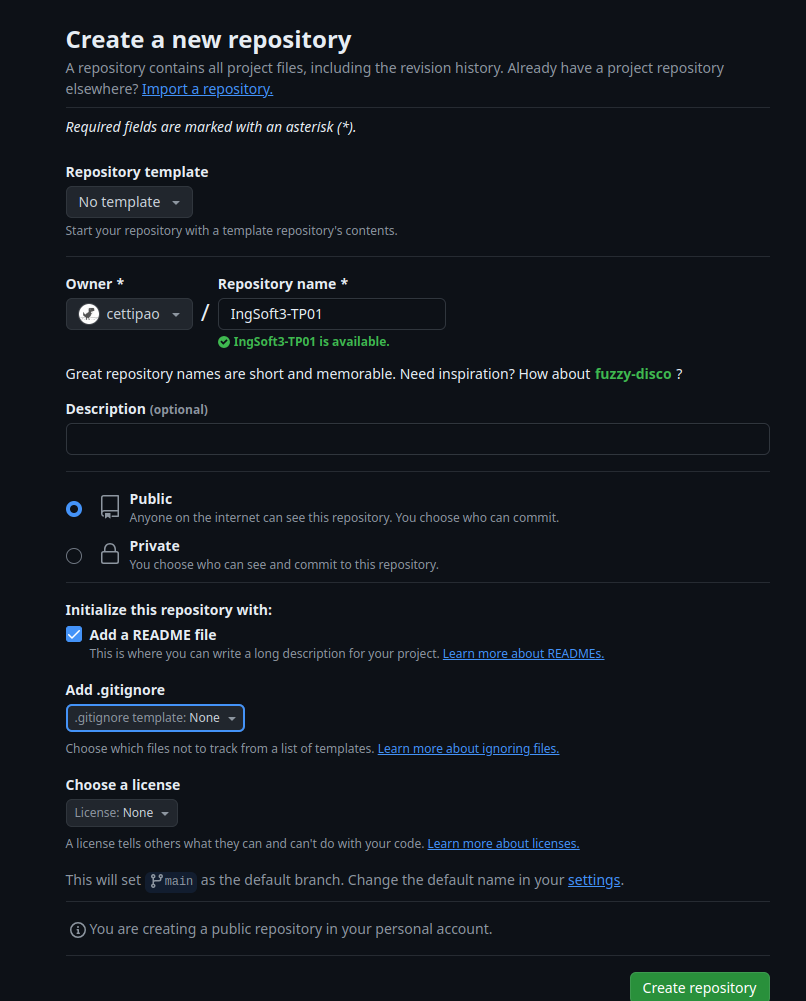 Create a new repository
A repository contains all project files, including the revision history. Already have a project repository
elsewhere? Import a repository.
Required fields are marked with an asterisk (*).
Repository template
No template
Start your repository with a template repository's contents.
Owner *
Repository name *
cettipao
/
IngSoft3-TP01
IngSoft3-TP01 is available.
Great repository names are short and memorable. Need inspiration? How about fuzzy-disco ?
Description (optional)
Public
Anyone on the internet can see this repository. You choose who can commit.
Private
You choose who can see and commit to this repository.
Initialize this repository with:
Add a README file
This is where you can write a long description for your project. Learn more about READMEs.
Add .gitignore
.gitignore template: None
Choose which files not to track from a list of templates. Learn more about ignoring files.
Choose a license
License: None
A license tells others what they can and can't do with your code. Learn more about licenses.
This will set main as the default branch. Change the default name in your settings.
You are creating a public repository in your personal account.
Create repository